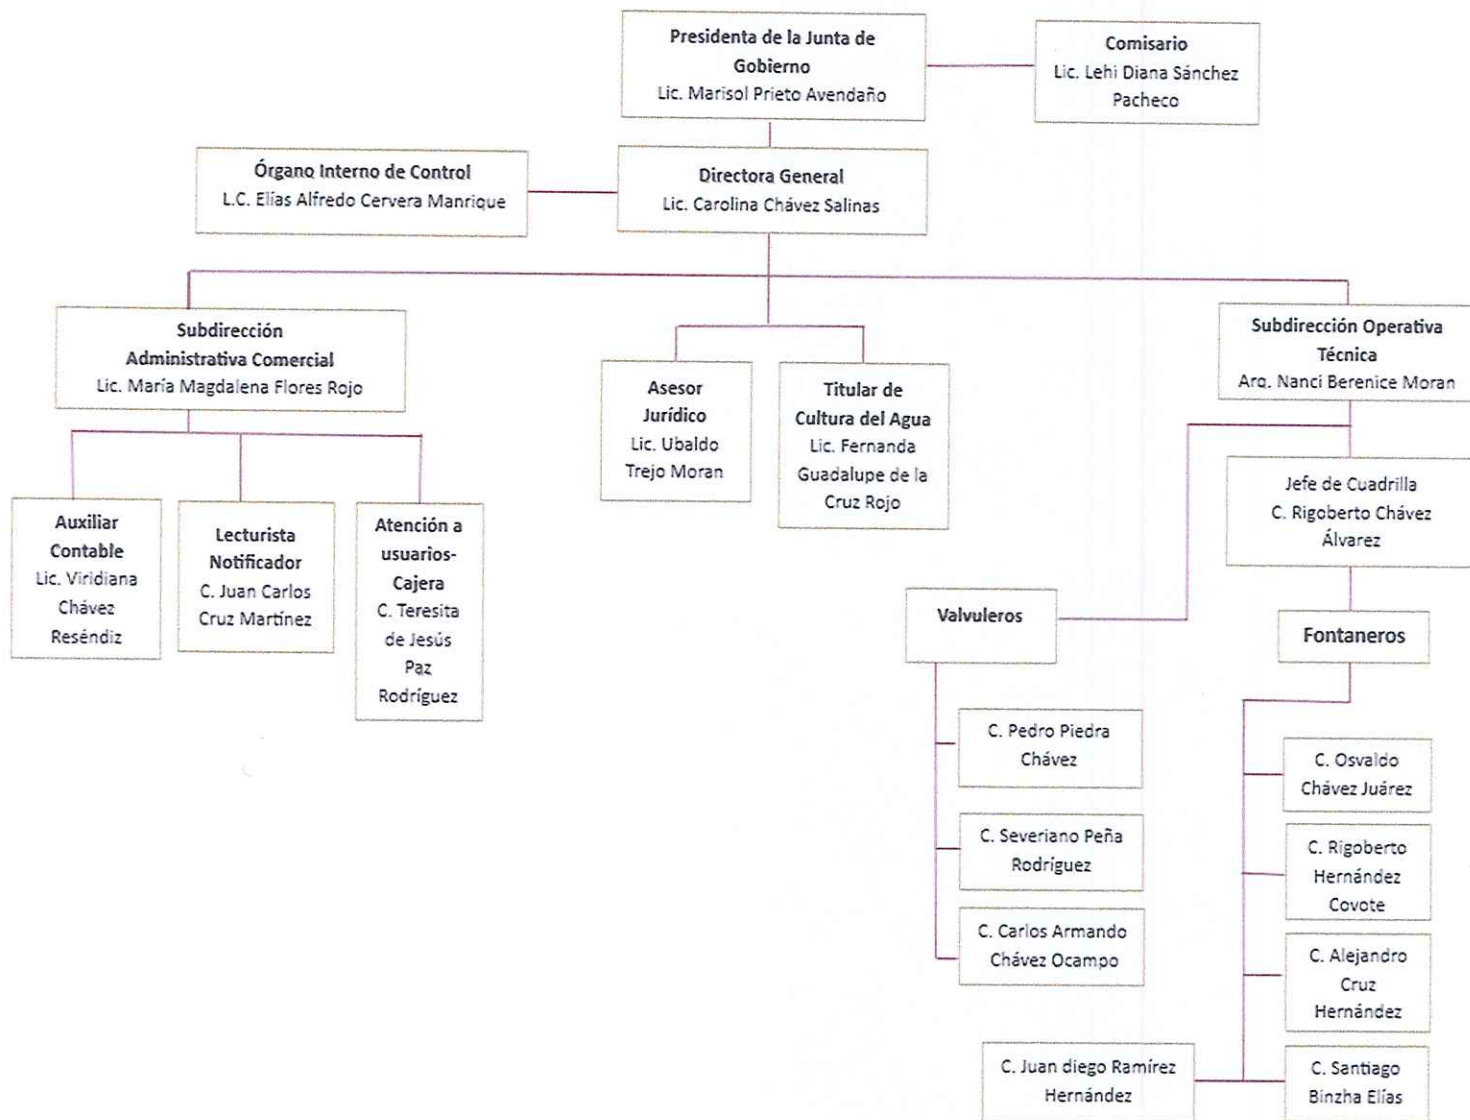 Presidenta de la Junta de
Gobierno
Lic. Marisol Prieto Avendaño
Comisario
Lic. Lehi Diana Sánchez
Pacheco
Órgano Interno de Control
L.C. Elías Alfredo Cervera Manrique
Directora General
Lic. Carolina Chávez Salinas
Subdirección
Administrativa Comercial
Lic. María Magdalena Flores Rojo
Asesor
Jurídico
Lic. Ubaldo
Trejo Moran
Titular de
Cultura del Agua
Lic. Fernanda
Guadalupe de la
Cruz Rojo
Subdirección Operativa
Técnica
Arq. Nanci Berenice Moran
Auxiliar
Contable
Lic. Viridiana
Chávez
Reséndiz
Lecturista
Notificador
C. Juan Carlos
Cruz Martínez
Atención a
usuarios-
Cajera
C. Teresita
de Jesús
Paz
Rodríguez
Jefe de Cuadrilla
C. Rigoberto Chávez
Álvarez
Valvuleros
Fontaneros
C. Pedro Piedra
Chávez
C. Severiano Peña
Rodríguez
C. Carlos Armando
Chávez Ocampo
C. Osvaldo
Chávez Juárez
C. Rigoberto
Hernández
Covote
C. Alejandro
Cruz
Hernández
C. Juan diego Ramírez
Hernández
C. Santiago
Binzha Elías